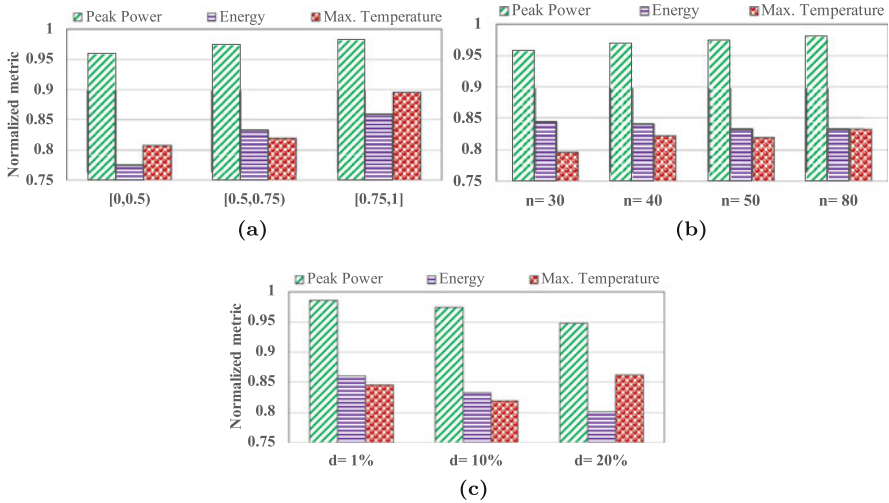 Peak Power Energy Max. Temperature
Normalized metric
1
0.95
0.9
0.85
0.8
0.75
[0,0.5) [0.5,0.75) [0.75,1]
(a)
Peak Power Energy Max. Temperature
1
0.95
0.9
0.85
0.8
0.75
n= 30 n= 40 n= 50 n= 80
(b)
Peak Power Energy Max. Temperature
Normalized metric
1
0.95
0.9
0.85
0.8
0.75
d= 1% d= 10% d= 20%
(c)